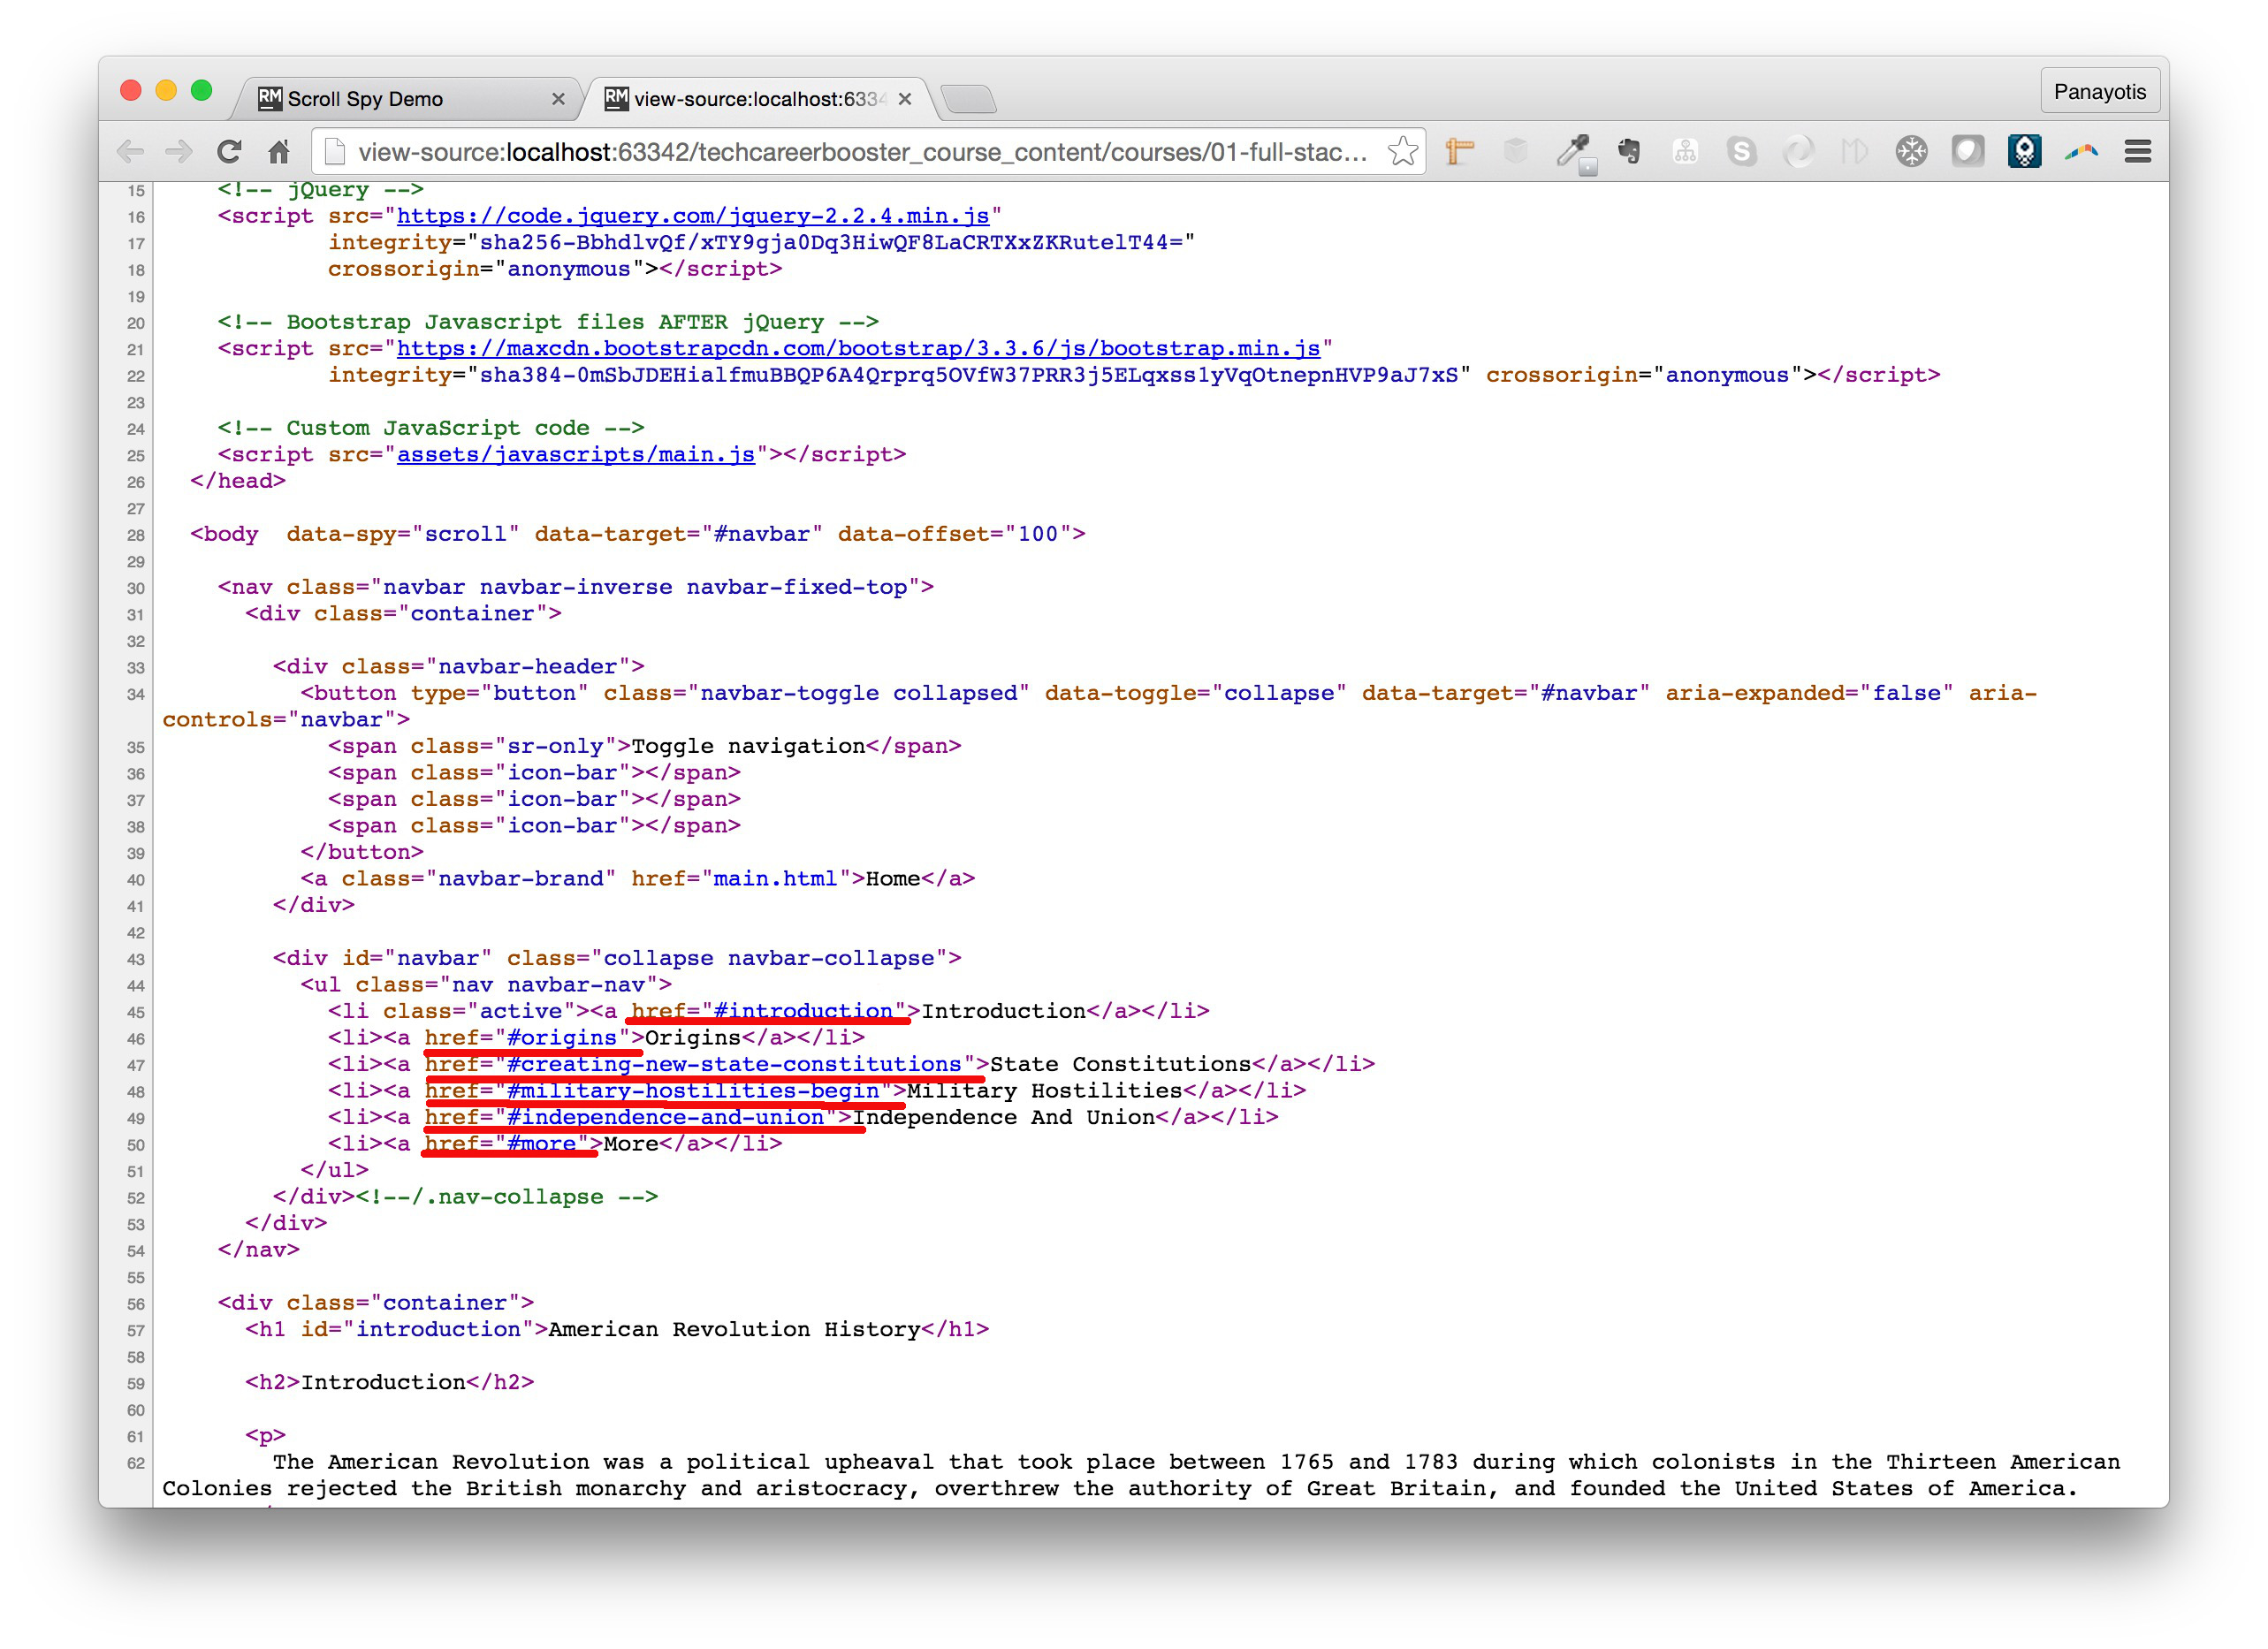 Scroll Spy Demo
view-source:localhost:6334
Panayotis
view-source:localhost:63342/techcareerbooster_course_content/courses/01-full-stac...
15 <!-- jQuery -->
16 <script src="https://code.jquery.com/jquery-2.2.4.min.js"
17 integrity="sha256-BbhdlvQf/xTY9gja0Dq3HiwQF8LaCRTXxZKRutelT44="
18 crossorigin="anonymous"></script>
19
20 <!-- Bootstrap Javascript files AFTER jQuery -->
21 <script src="https://maxcdn.bootstrapcdn.com/bootstrap/3.3.6/js/bootstrap.min.js"
22 integrity="sha384-0mSbJDEHialfmuBBQP6A4Qrprq5OVfW37PRR3j5ELqxss1yVqOtnepnHVP9aJ7xS" crossorigin="anonymous"></script>
23
24 <!-- Custom JavaScript code -->
25 <script src="assets/javascripts/main.js"></script>
26 </head>
27
28 <body  data-spy="scroll" data-target="#navbar" data-offset="100">
29
30 <nav class="navbar navbar-inverse navbar-fixed-top">
31 <div class="container">
32
33 <div class="navbar-header">
34 <button type="button" class="navbar-toggle collapsed" data-toggle="collapse" data-target="#navbar" aria-expanded="false" aria-
controls="navbar">
35 <span class="sr-only">Toggle navigation</span>
36 <span class="icon-bar"></span>
37 <span class="icon-bar"></span>
38 <span class="icon-bar"></span>
39 </button>
40 <a class="navbar-brand" href="main.html">Home</a>
41 </div>
42
43 <div id="navbar" class="collapse navbar-collapse">
44 <ul class="nav navbar-nav">
45 <li class="active"><a href="#introduction">Introduction</a></li>
46 <li><a href="#origins">Origins</a></li>
47 <li><a href="#creating-new-state-constitutions">State Constitutions</a></li>
48 <li><a href="#military-hostilities-begin">Military Hostilities</a></li>
49 <li><a href="#independence-and-union">Independence And Union</a></li>
50 <li><a href="#more">More</a></li>
51 </ul>
52 </div><!--/.nav-collapse -->
53 </div>
54 </nav>
55
56 <div class="container">
57 <h1 id="introduction">American Revolution History</h1>
58
59 <h2>Introduction</h2>
60
61 <p>
62 The American Revolution was a political upheaval that took place between 1765 and 1783 during which colonists in the Thirteen American
Colonies rejected the British monarchy and aristocracy, overthrew the authority of Great Britain, and founded the United States of America.